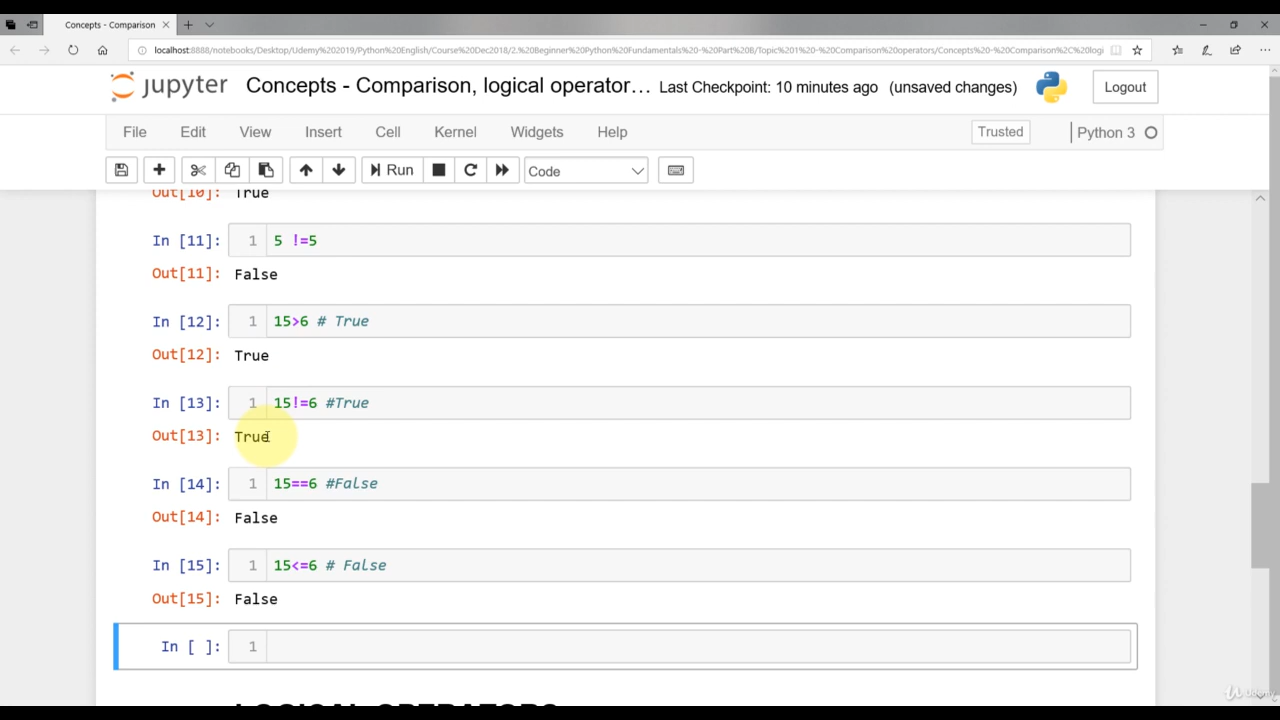 Concepts - Comparison
localhost:8888/notebooks/Desktop/Udemy%202019/Python%20English/Course%20Dec2018/2.%20Beginner%20Python%20Fundamentals%20-%20Part%20B/Topic%201%20-%20Comparison%20operators/Concepts%20-%20Comparison%2C%20logi
jupyter Concepts - Comparison, logical operator... Last Checkpoint: 10 minutes ago (unsaved changes) Logout
File Edit View Insert Cell Kernel Widgets Help Trusted Python 3
Run Code
Out[10]: True
In [11]: 1 5 !=5
Out[11]: False
In [12]: 1 15>6 # True
Out[12]: True
In [13]: 1 15!=6 #True
Out[13]: True
In [14]: 1 15==6 #False
Out[14]: False
In [15]: 1 15<=6 # False
Out[15]: False
In [ ]: 1
LOGICAL OPERATORS
Udemy